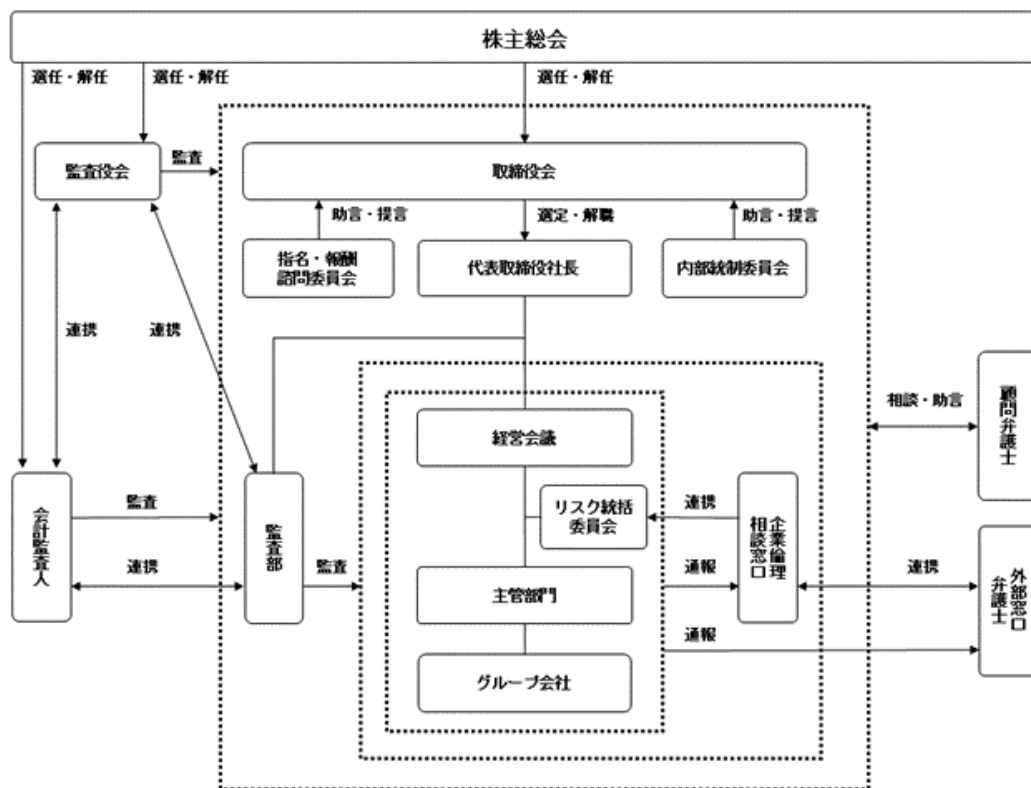 株主総会
選任・解任
選任・解任
選任・解任
監査役会
監査
取締役会
助言・提言
選定・解職
助言・提言
指名・報酬
諮問委員会
代表取締役社長
内部統制委員会
連携
連携
相談・助言
顧問弁護士
経営会議
会計監査人
監査
連携
監査部
監査
リスク統括
委員会
連携
企業倫理
相談窓口
通報
主管部門
連携
外部窓口
弁護士
通報
グループ会社